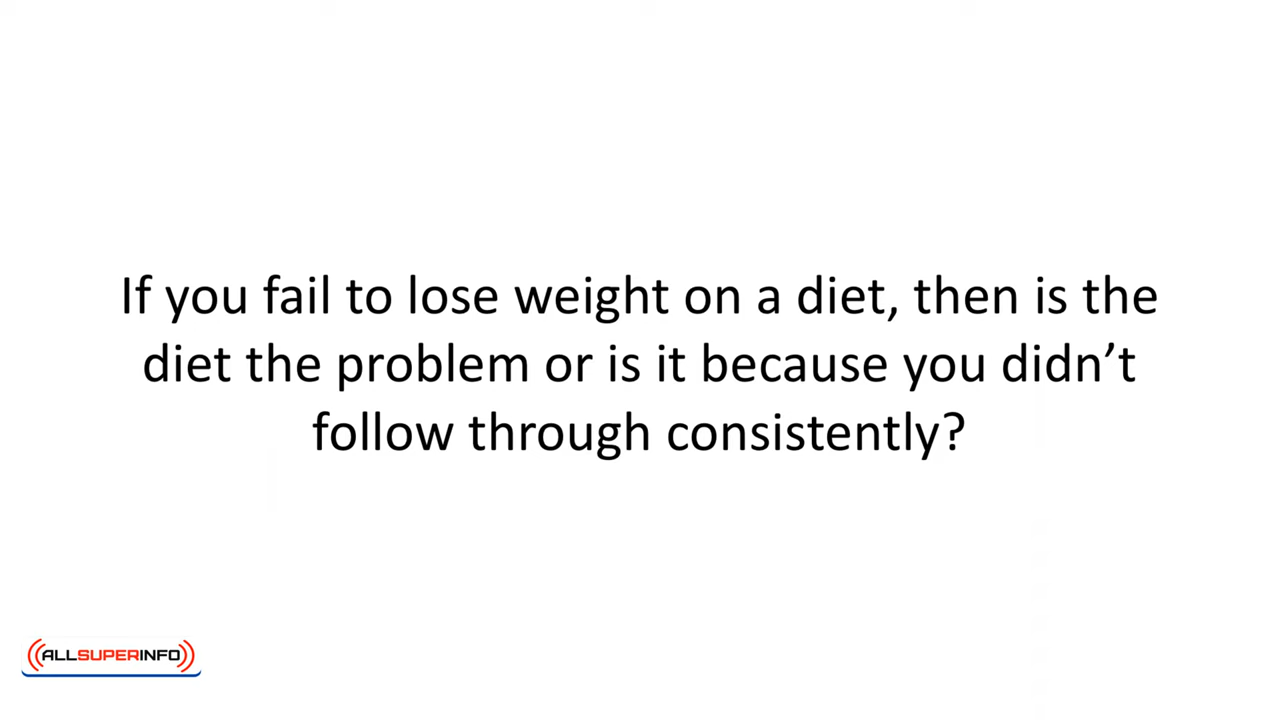 If you fail to lose weight on a diet, then is the
diet the problem or is it because you didn’t
follow through consistently?
ALLSUPERINFO